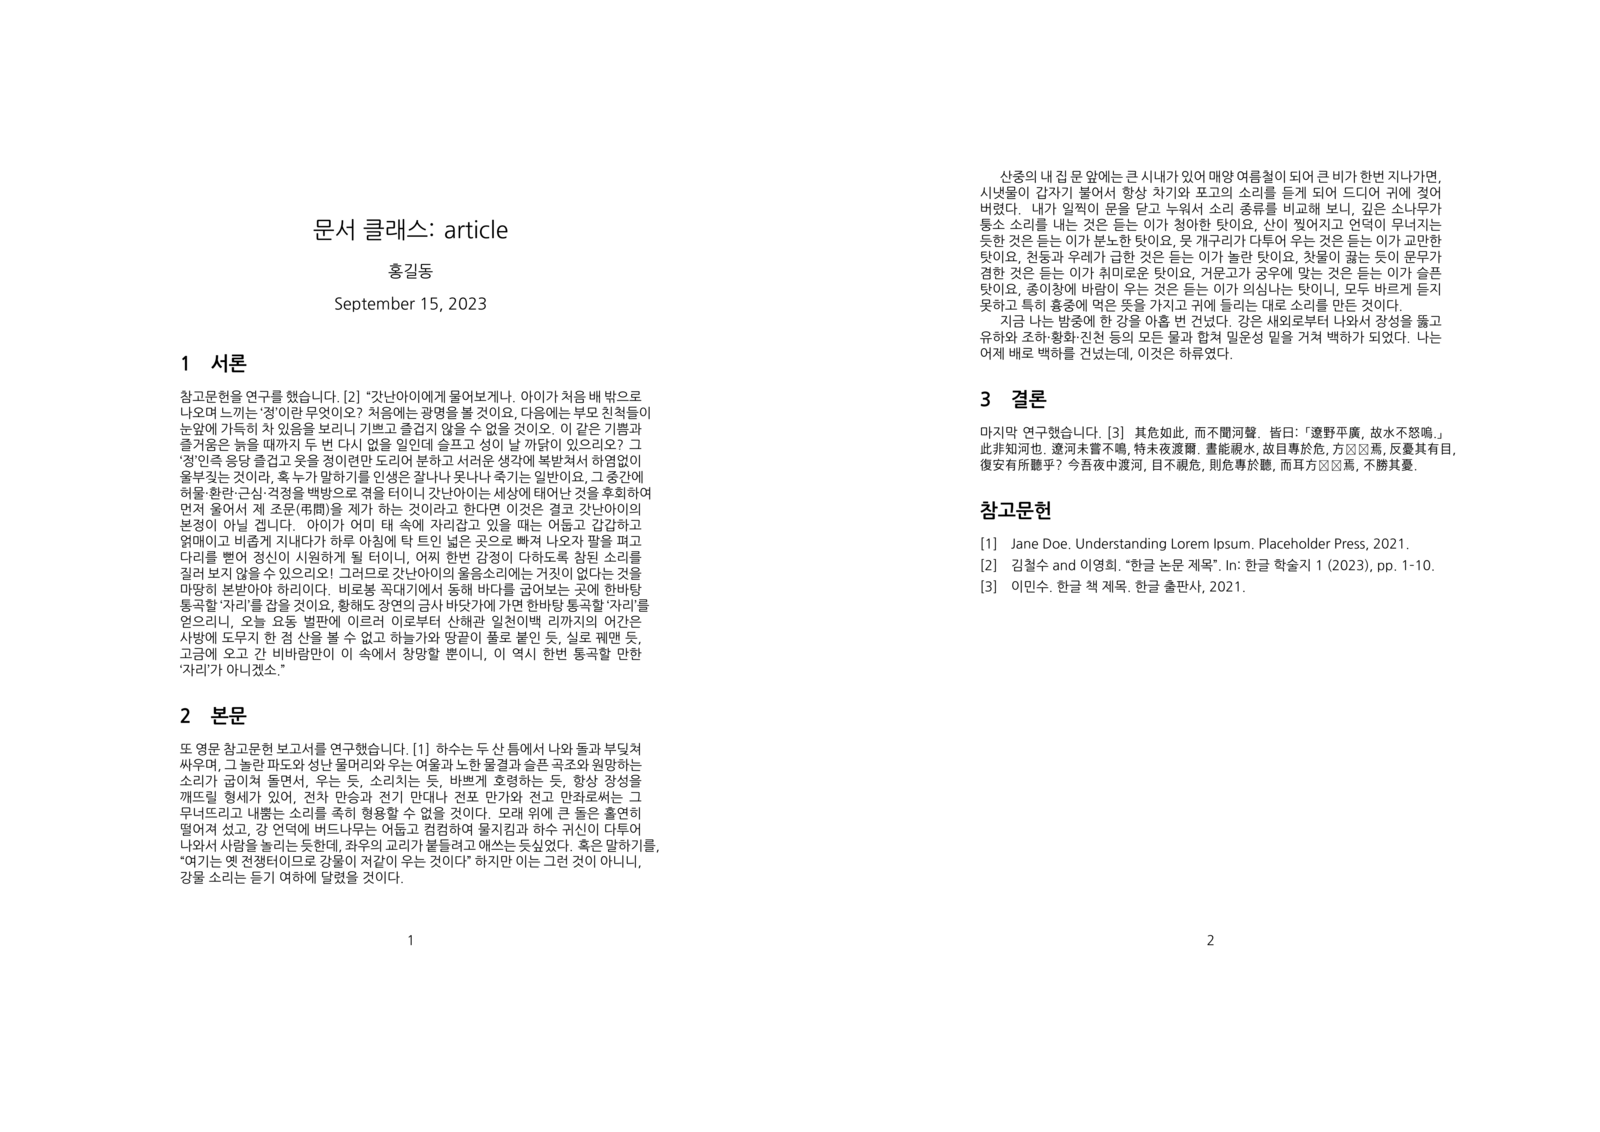 문서 클래스: article
홍길동
September 15, 2023
1 서론
참고문헌을 연구를 했습니다. [2] “갓난아이에게 물어보게나. 아이가 처음 배 밖으로
나오며 느끼는 ‘정’이란 무엇이오? 처음에는 광명을 볼 것이요, 다음에는 부모 친척들이
눈앞에 가득히 차 있음을 보리니 기쁘고 즐겁지 않을 수 없을 것이오. 이 같은 기쁨과
즐거움은 늙을 때까지 두 번 다시 없을 일인데 슬프고 성이 날 까닭이 있으리오? 그
‘정’인즉 응당 즐겁고 웃을 정이련만 도리어 분하고 서러운 생각에 복받쳐서 하염없이
울부짖는 것이라, 혹 누가 말하기를 인생은 잘나나 못나나 죽기는 일반이요, 그 중간에
허물·환란·근심·걱정을 백방으로 겪을 터이니 갓난아이는 세상에 태어난 것을 후회하여
먼저 울어서 제 조문(弔問)을 제가 하는 것이라고 한다면 이것은 결코 갓난아이의
본정이 아닐 겝니다. 아이가 어미 태 속에 자리잡고 있을 때는 어둡고 갑갑하고
얽매이고 비좁게 지내다가 하루 아침에 탁 트인 넓은 곳으로 빠져 나오자 팔을 펴고
다리를 뻗어 정신이 시원하게 될 터이니, 어찌 한번 감정이 다하도록 참된 소리를
질러 보지 않을 수 있으리오! 그러므로 갓난아이의 울음소리에는 거짓이 없다는 것을
마땅히 본받아야 하리이다. 비로봉 꼭대기에서 동해 바다를 굽어보는 곳에 한바탕
통곡할 ‘자리’를 잡을 것이요, 황해도 장연의 금사 바닷가에 가면 한바탕 통곡할 ‘자리’를
얻으리니, 오늘 요동 벌판에 이르러 이로부터 산해관 일천이백 리까지의 어간은
사방에 도무지 한 점 산을 볼 수 없고 하늘가와 땅끝이 풀로 붙인 듯, 실로 꿰맨 듯,
고금에 오고 간 비바람만이 이 속에서 창망할 뿐이니, 이 역시 한번 통곡할 만한
‘자리’가 아니겠소.”
2 본문
또 영문 참고문헌 보고서를 연구했습니다. [1] 하수는 두 산 틈에서 나와 돌과 부딪쳐
싸우며, 그 놀란 파도와 성난 물머리와 우는 여울과 노한 물결과 슬픈 곡조와 원망하는
소리가 굽이쳐 돌면서, 우는 듯, 소리치는 듯, 바쁘게 호령하는 듯, 항상 장성을
깨뜨릴 형세가 있어, 전차 만승과 전기 만대나 전포 만가와 전고 만좌로써는 그
무너뜨리고 내뿜는 소리를 족히 형용할 수 없을 것이다. 모래 위에 큰 돌은 홀연히
떨어져 섰고, 강 언덕에 버드나무는 어둡고 컴컴하여 물지킴과 하수 귀신이 다투어
나와서 사람을 놀리는 듯한데, 좌우의 교리가 붙들려고 애쓰는 듯싶었다. 혹은 말하기를,
“여기는 옛 전쟁터이므로 강물이 저같이 우는 것이다” 하지만 이는 그런 것이 아니니,
강물 소리는 듣기 여하에 달렸을 것이다.
1
산중의 내 집 문 앞에는 큰 시내가 있어 매양 여름철이 되어 큰 비가 한번 지나가면,
시냇물이 갑자기 불어서 항상 차기와 포고의 소리를 듣게 되어 드디어 귀에 젖어
버렸다. 내가 일찍이 문을 닫고 누워서 소리 종류를 비교해 보니, 깊은 소나무가
퉁소 소리를 내는 것은 듣는 이가 청아한 탓이요, 산이 찢어지고 언덕이 무너지는
듯한 것은 듣는 이가 분노한 탓이요, 뭇 개구리가 다투어 우는 것은 듣는 이가 교만한
탓이요, 천둥과 우레가 급한 것은 듣는 이가 놀란 탓이요, 찻물이 끓는 듯이 문무가
겸한 것은 듣는 이가 취미로운 탓이요, 거문고가 궁우에 맞는 것은 듣는 이가 슬픈
탓이요, 종이창에 바람이 우는 것은 듣는 이가 의심나는 탓이니, 모두 바르게 듣지
못하고 특히 흉중에 먹은 뜻을 가지고 귀에 들리는 대로 소리를 만든 것이다.
지금 나는 밤중에 한 강을 아홉 번 건넜다. 강은 새외로부터 나와서 장성을 뚫고
유하와 조하·황화·진천 등의 모든 물과 합쳐 밀운성 밑을 거쳐 백하가 되었다. 나는
어제 배로 백하를 건넜는데, 이것은 하류였다.
3 결론
마지막 연구했습니다. [3] 其危如此, 而不聞河聲. 皆曰:「遼野平廣, 故水不怒鳴.」
此非知河也. 遼河未嘗不鳴, 特未夜渡爾. 晝能視水, 故目專於危, 方☒☒焉, 反憂其有目,
復安有所聽乎? 今吾夜中渡河, 目不視危, 則危專於聽, 而耳方☒☒焉, 不勝其憂.
참고문헌
[1] Jane Doe. Understanding Lorem Ipsum. Placeholder Press, 2021.
[2] 김철수 and 이영희. “한글 논문 제목”. In: 한글 학술지 1 (2023), pp. 1–10.
[3] 이민수. 한글 책 제목. 한글 출판사, 2021.
2